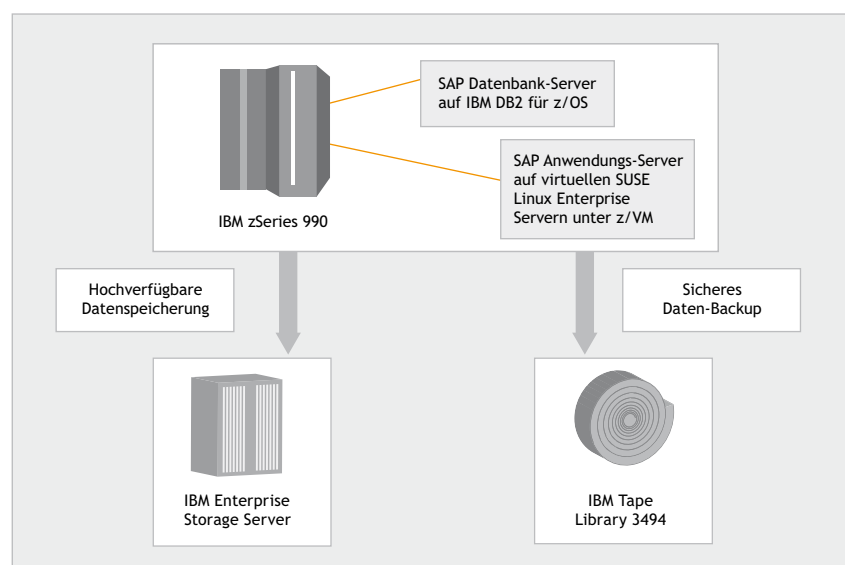 SAP Datenbank-Server
auf IBM DB2 für z/OS
SAP Anwendungs-Server
auf virtuellen SUSE
Linux Enterprise
Servern unter z/VM
IBM zSeries 990
Hochverfügbare
Datenspeicherung
Sicheres
Daten-Backup
IBM Enterprise
Storage Server
IBM Tape
Library 3494